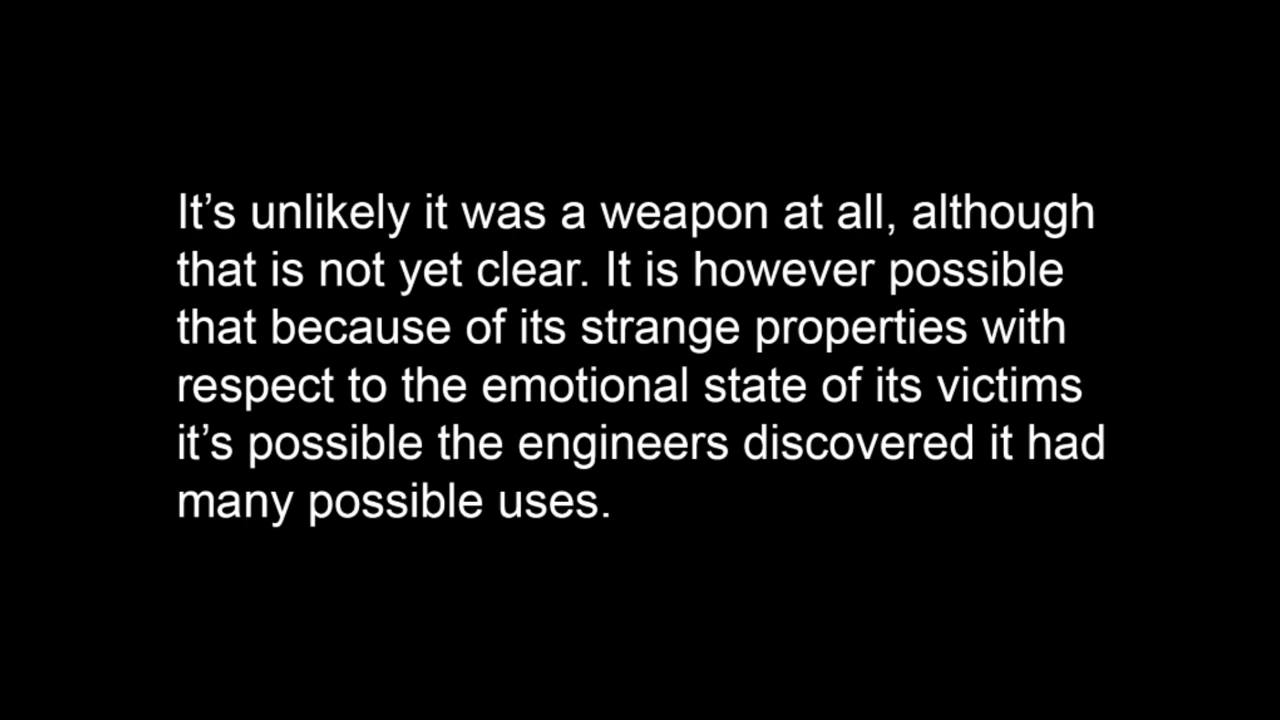 It’s unlikely it was a weapon at all, although
that is not yet clear. It is however possible
that because of its strange properties with
respect to the emotional state of its victims
it’s possible the engineers discovered it had
many possible uses.